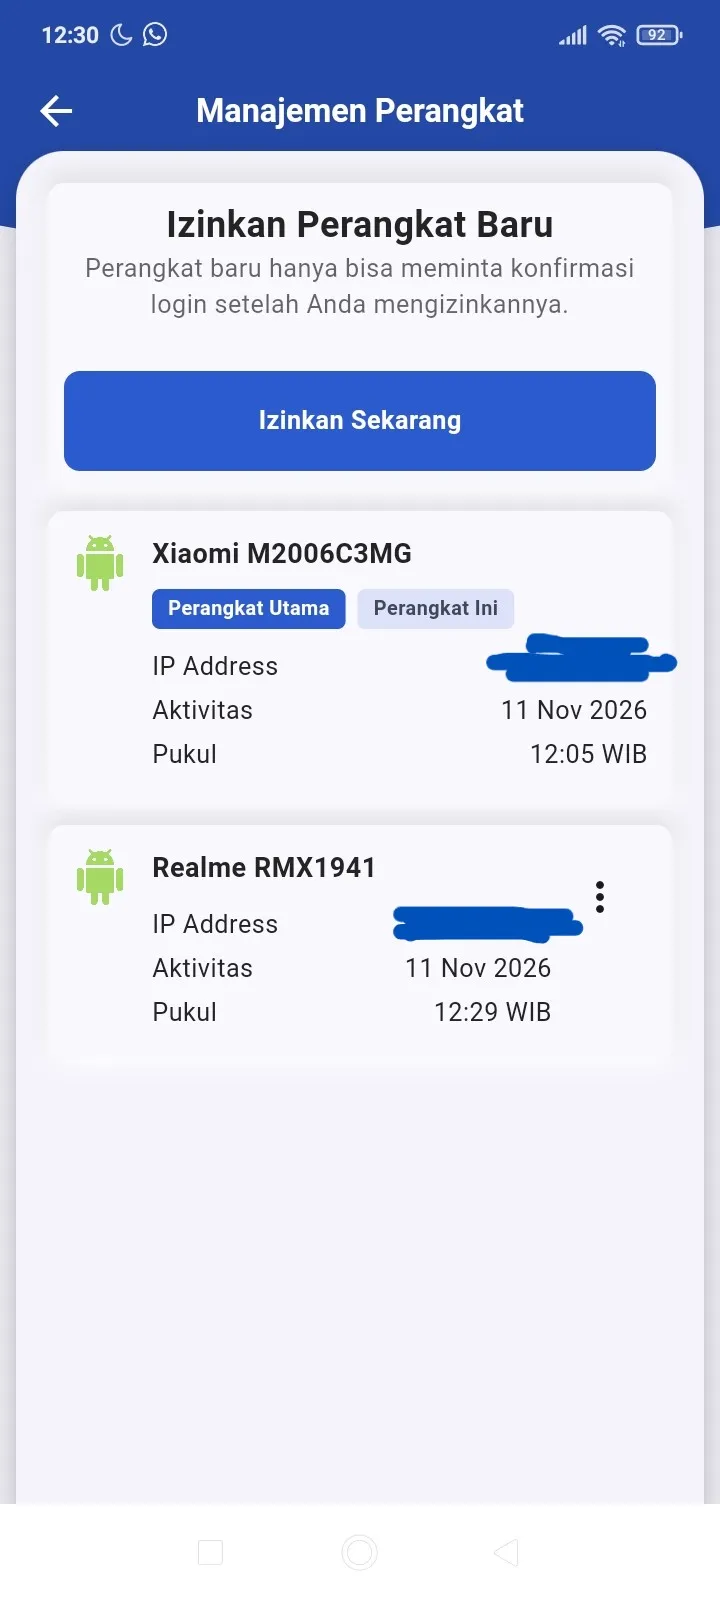 12:30
92
Manajemen Perangkat
Izinkan Perangkat Baru
Perangkat baru hanya bisa meminta konfirmasi
login setelah Anda mengizinkannya.
Izinkan Sekarang
Xiaomi M2006C3MG
Perangkat Utama Perangkat Ini
IP Address
Aktivitas 11 Nov 2026
Pukul 12:05 WIB
Realme RMX1941
IP Address
Aktivitas 11 Nov 2026
Pukul 12:29 WIB